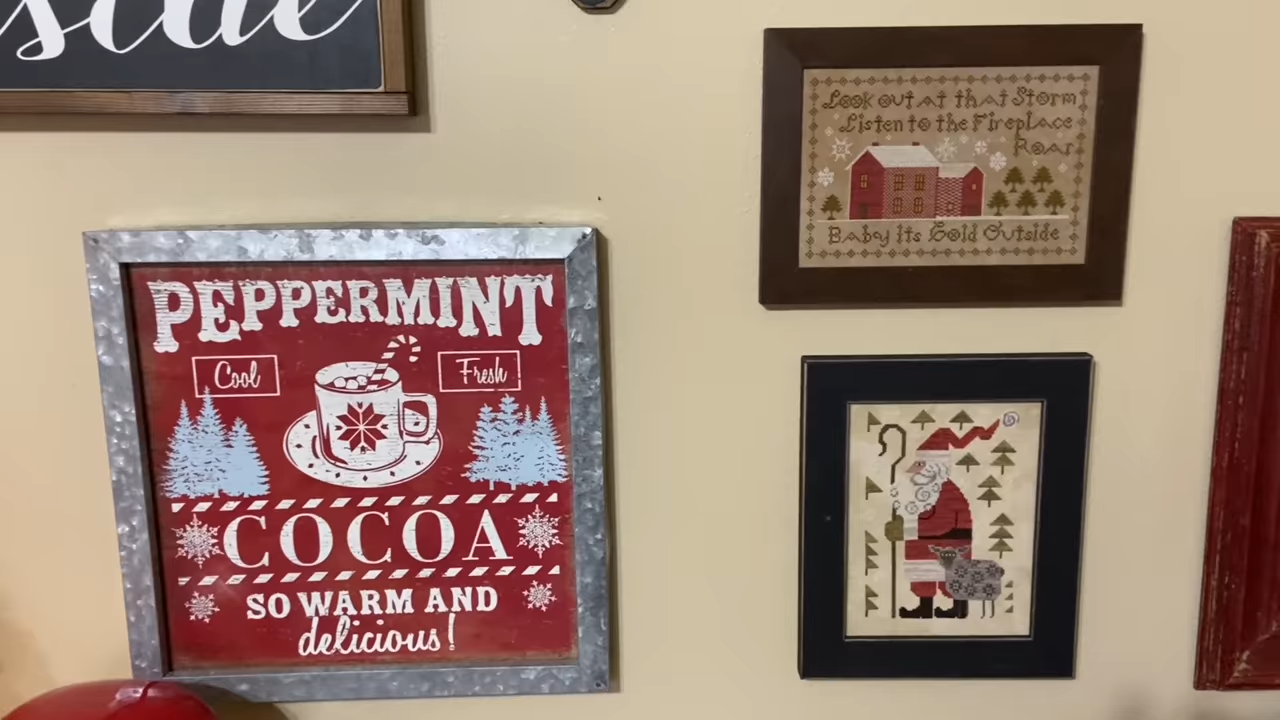 side
Look out at that Storm
Listen to the Fireplace
Roar
Baby Its Cold Outside
PEPPERMINT
Cool
Fresh
COCOA
SO WARM AND
delicious!